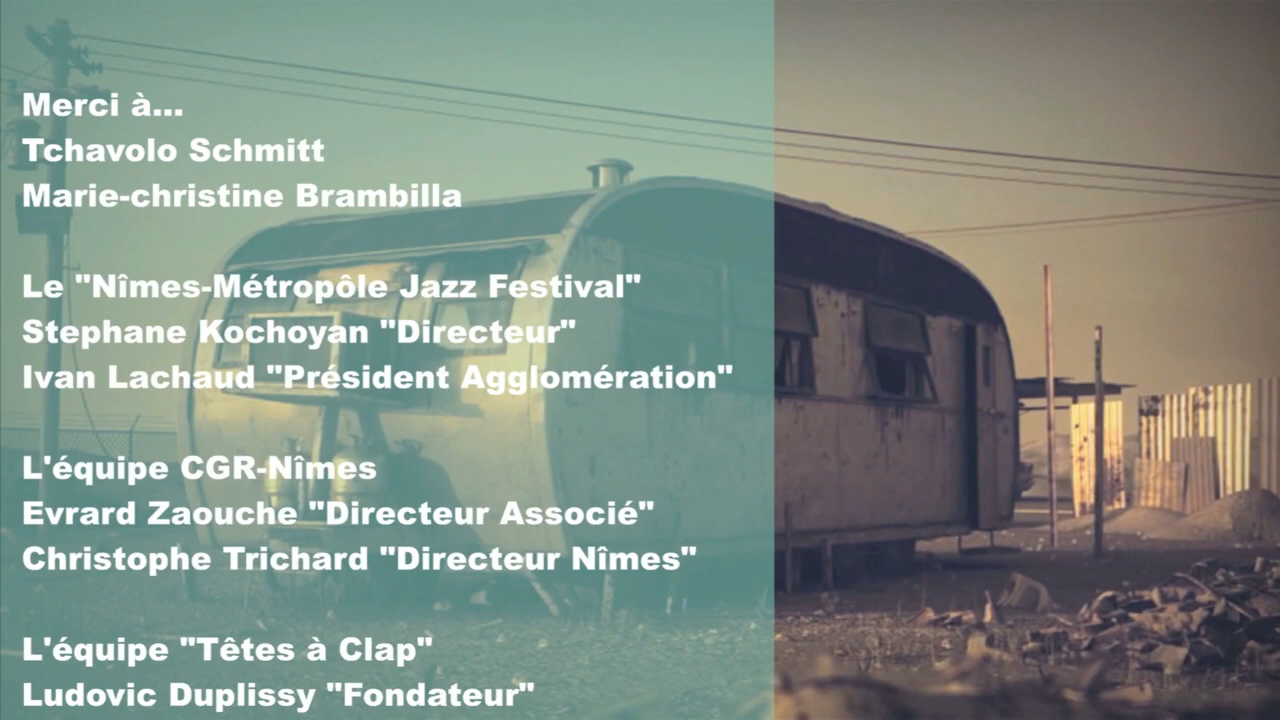 Merci à...
Tchavolo Schmitt
Marie-christine Brambilla
Le "Nîmes-Métropôle Jazz Festival"
Stephane Kochoyan "Directeur"
Ivan Lachaud "Président Agglomération"
L'équipe CGR-Nîmes
Evrard Zaouche "Directeur Associé"
Christophe Trichard "Directeur Nîmes"
L'équipe "Têtes à Clap"
Ludovic Duplissy "Fondateur"